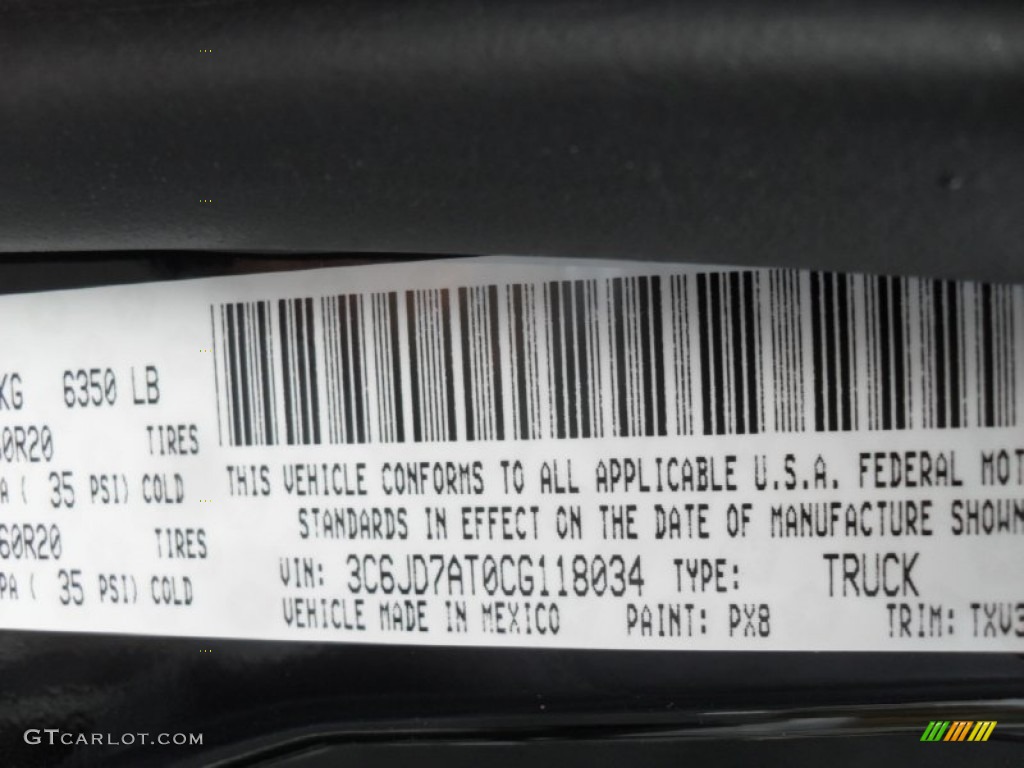 KG 6350 LB
60R20 TIRES
PA ( 35 PSI) COLD
60R20 TIRES
PA ( 35 PSI) COLD
THIS VEHICLE CONFORMS TO ALL APPLICABLE U.S.A. FEDERAL MOT
STANDARDS IN EFFECT ON THE DATE OF MANUFACTURE SHOWN
VIN: 3C6JD7AT0CG118034 TYPE: TRUCK
VEHICLE MADE IN MEXICO PAINT: PX8 TRIM: TXV3
GTCARLOT.COM